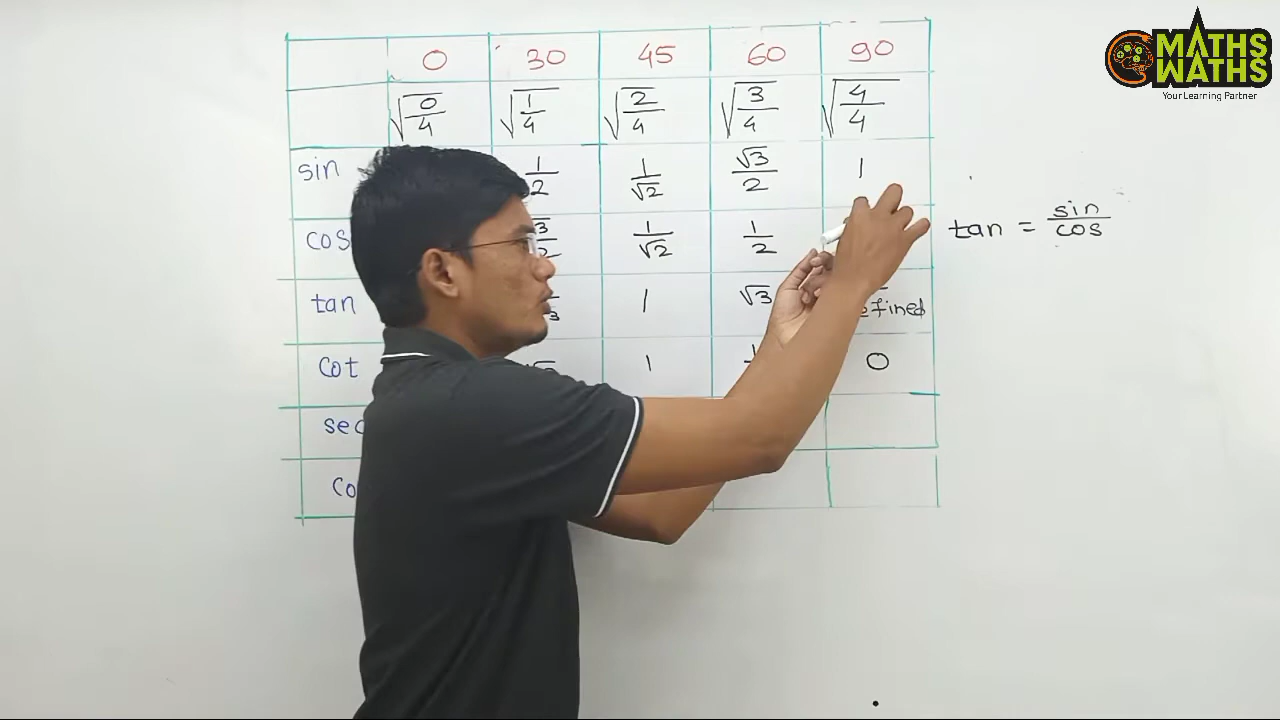 MATHS
WATHS
Your Learning Partner
0 30 45 60 90
√0/4 √1/4 √2/4 √3/4 √4/4
sin 1/2 1/√2 √3/2 1
cos 1/√2 1/2
tan = sin/cos
tan 1 √3
cot 1 0
sec